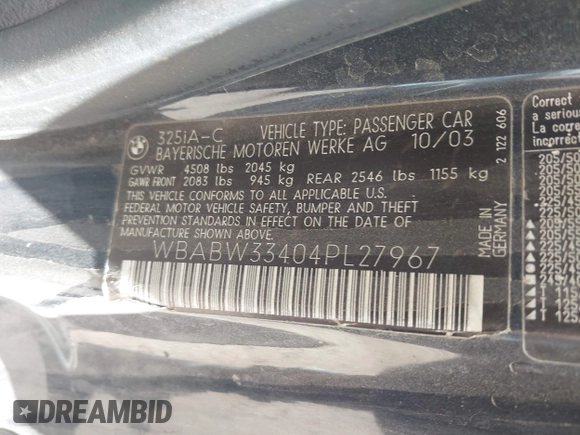 325iA-C VEHICLE TYPE: PASSENGER CAR
BAYERISCHE MOTOREN WERKE AG 10/03
GVWR 4508 lbs 2045 kg
GAWR FRONT 2083 lbs 945 kg REAR 2546 lbs 1155 kg
THIS VEHICLE CONFORMS TO ALL APPLICABLE U.S.
FEDERAL MOTOR VEHICLE SAFETY, BUMPER AND THEFT
PREVENTION STANDARDS IN EFFECT ON THE DATE OF
MANUFACTURE SHOWN ABOVE.
WBABW33404PL27967
MADE IN
GERMANY
2 122 606
Correct
a serious
the
incorrect
DREAMBID